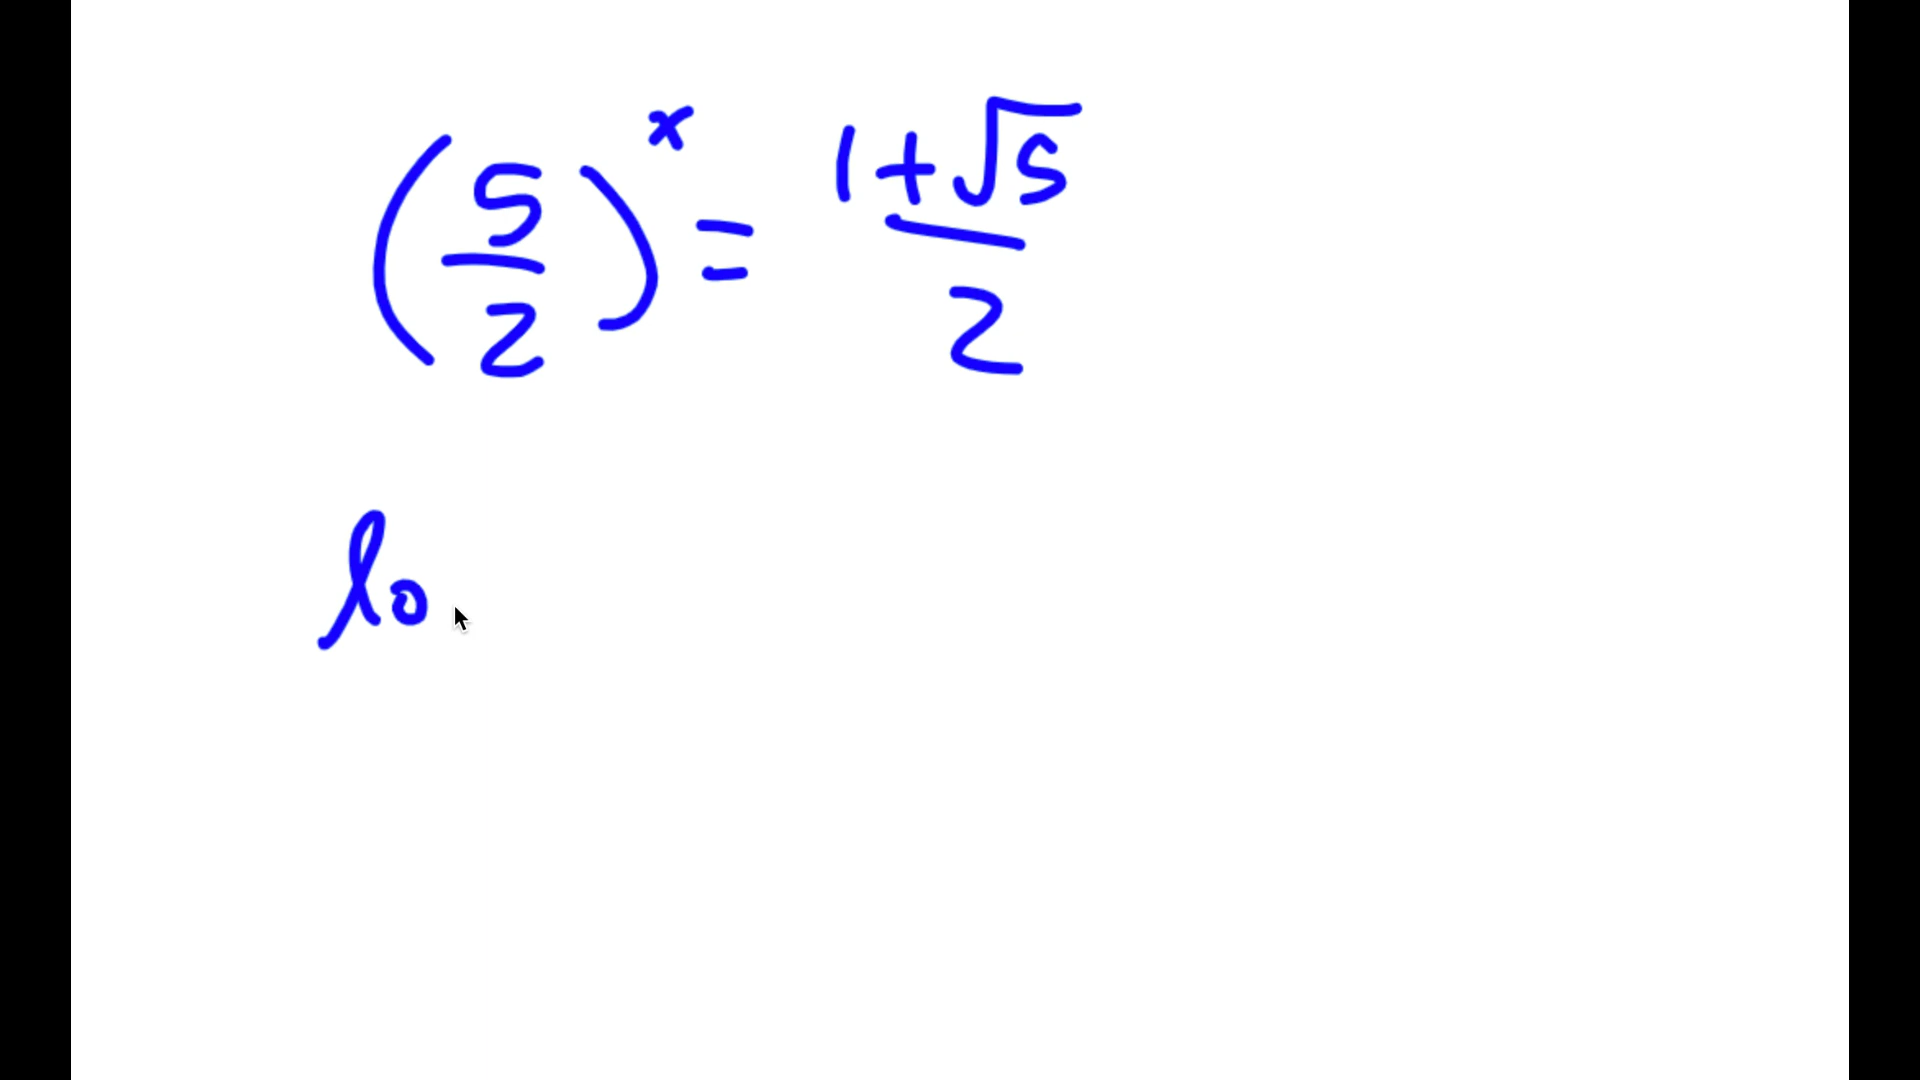 (5/2)^x = (1+√5)/2
lo